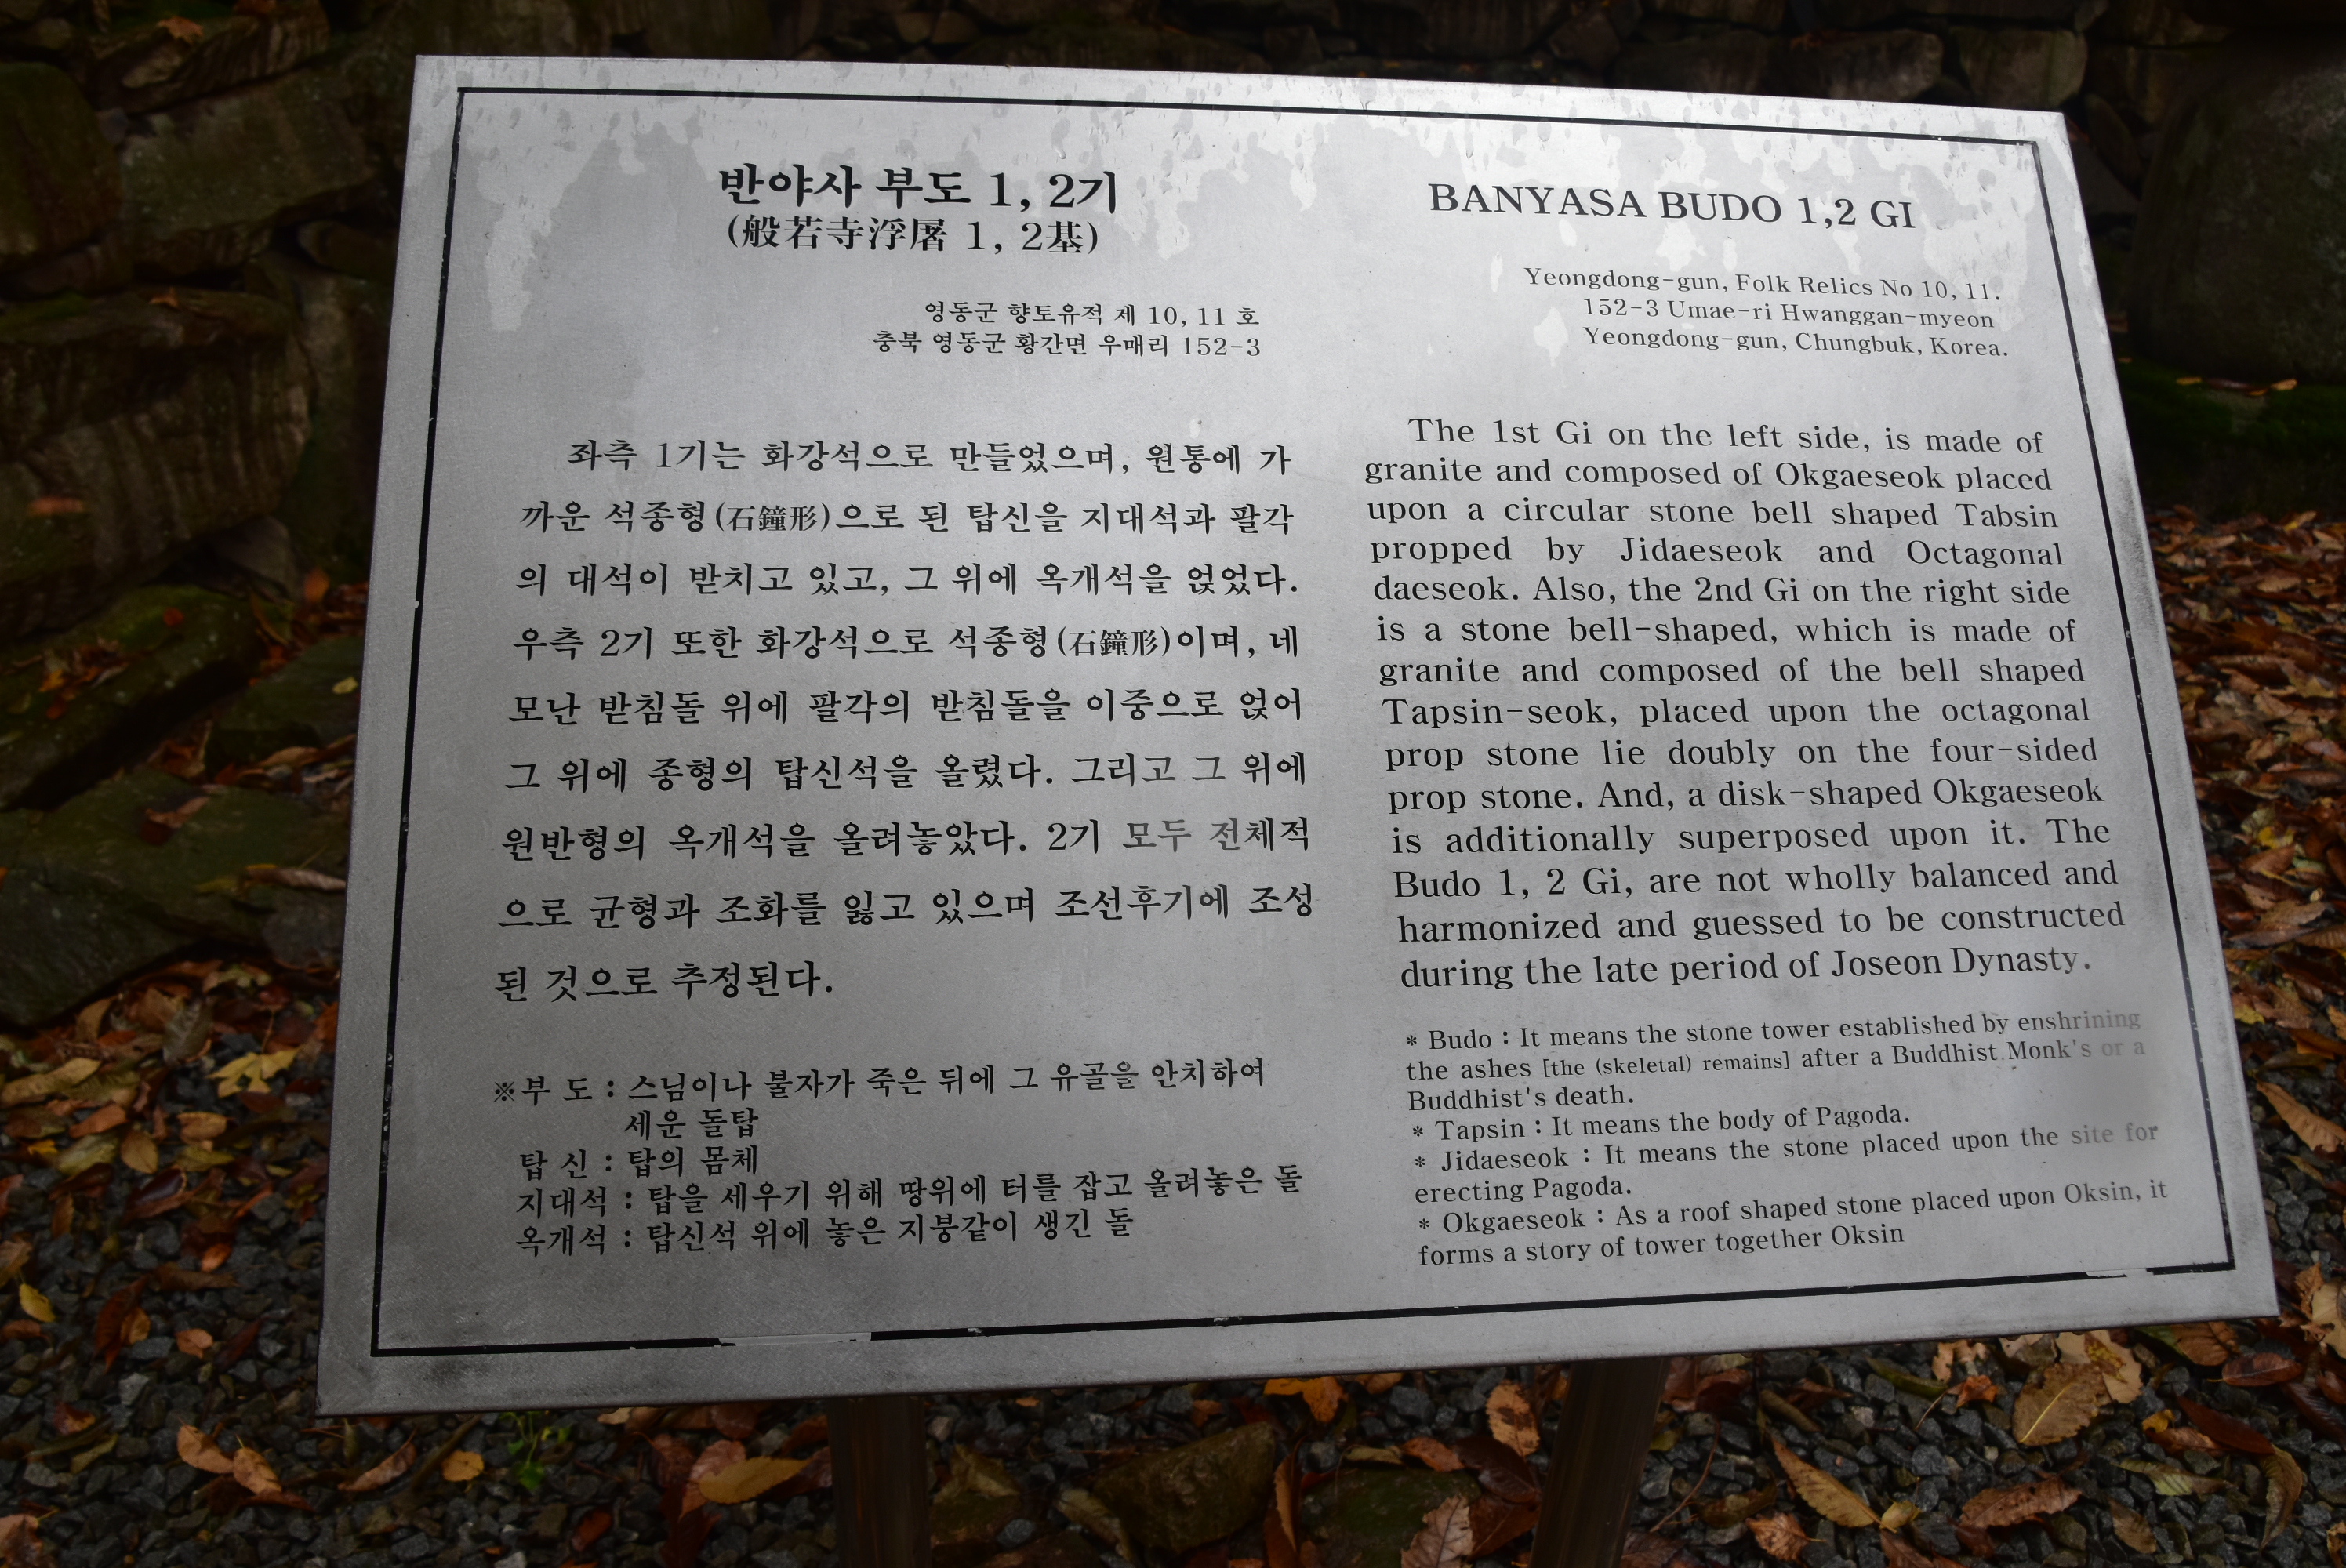 반야사 부도 1, 2기
(般若寺浮屠 1, 2基)
영동군 향토유적 제 10, 11 호
충북 영동군 황간면 우매리 152-3
좌측 1기는 화강석으로 만들었으며, 원통에 가
까운 석종형(石鐘形)으로 된 탑신을 지대석과 팔각
의 대석이 받치고 있고, 그 위에 옥개석을 얹었다.
우측 2기 또한 화강석으로 석종형(石鐘形)이며, 네
모난 받침돌 위에 팔각의 받침돌을 이중으로 얹어
그 위에 종형의 탑신석을 올렸다. 그리고 그 위에
원반형의 옥개석을 올려놓았다. 2기 모두 전체적
으로 균형과 조화를 잃고 있으며 조선후기에 조성
된 것으로 추정된다.
※부 도 : 스님이나 불자가 죽은 뒤에 그 유골을 안치하여
세운 돌탑
탑 신 : 탑의 몸체
지대석 : 탑을 세우기 위해 땅위에 터를 잡고 올려놓은 돌
옥개석 : 탑신석 위에 놓은 지붕같이 생긴 돌
BANYASA BUDO 1,2 GI
Yeongdong-gun, Folk Relics No 10, 11.
152-3 Umae-ri Hwanggan-myeon
Yeongdong-gun, Chungbuk, Korea.
The 1st Gi on the left side, is made of
granite and composed of Okgaeseok placed
upon a circular stone bell shaped Tabsin
propped by Jidaeseok and Octagonal
daeseok. Also, the 2nd Gi on the right side
is a stone bell-shaped, which is made of
granite and composed of the bell shaped
Tapsin-seok, placed upon the octagonal
prop stone lie doubly on the four-sided
prop stone. And, a disk-shaped Okgaeseok
is additionally superposed upon it. The
Budo 1, 2 Gi, are not wholly balanced and
harmonized and guessed to be constructed
during the late period of Joseon Dynasty.
* Budo : It means the stone tower established by enshrining
the ashes [the (skeletal) remains] after a Buddhist Monk's or a
Buddhist's death.
* Tapsin : It means the body of Pagoda.
* Jidaeseok : It means the stone placed upon the site for
erecting Pagoda.
* Okgaeseok : As a roof shaped stone placed upon Oksin, it
forms a story of tower together Oksin